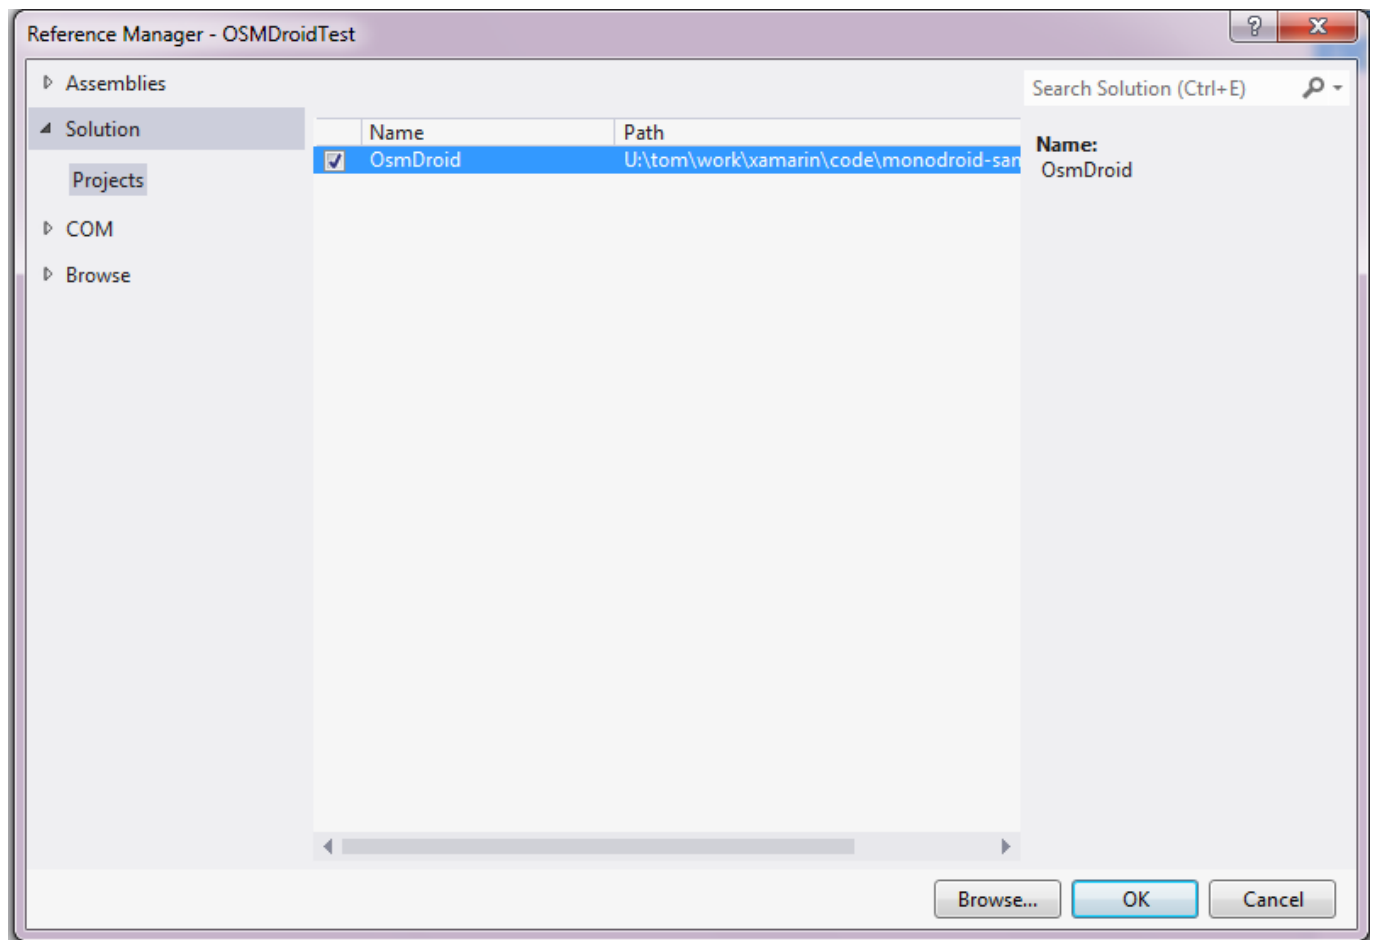 Reference Manager - OSMDroidTest
?
x
Assemblies
Search Solution (Ctrl+E)
Solution
Name Path
Name:
OsmDroid U:\tom\work\xamarin\code\monodroid-san
OsmDroid
Projects
COM
Browse
Browse... OK Cancel